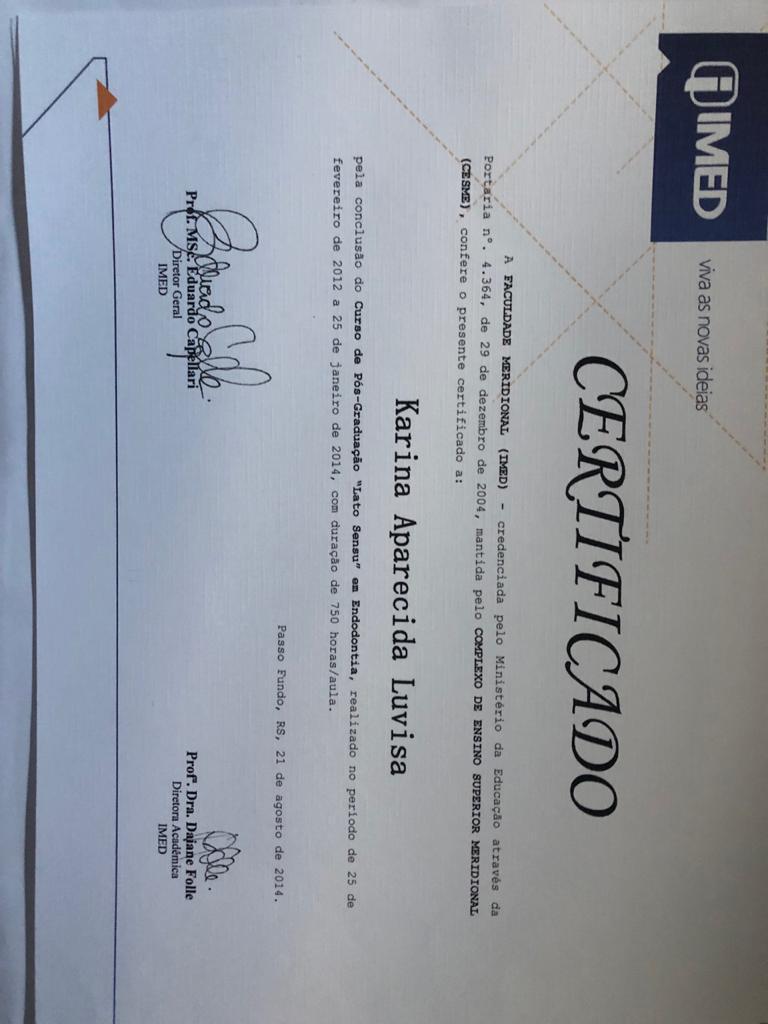 IMED
viva as novas ideias
CERTIFICADO
A FACULDADE MERIDIONAL (IMED) - credenciada pelo Ministério da Educação através da
Portaria nº. 4.364, de 29 de dezembro de 2004, mantida pelo COMPLEXO DE ENSINO SUPERIOR MERIDIONAL
(CESME), confere o presente certificado a:
Karina Aparecida Luvisa
pela conclusão do Curso de Pós-Graduação "Lato Sensu" em Endodontia, realizado no período de 25 de
fevereiro de 2012 a 25 de janeiro de 2014, com duração de 750 horas/aula.
Passo Fundo, RS, 21 de agosto de 2014.
Prof. MSc. Eduardo Capellari
Diretor Geral
IMED
Profª. Dra. Daiane Folle
Diretora Acadêmica
IMED